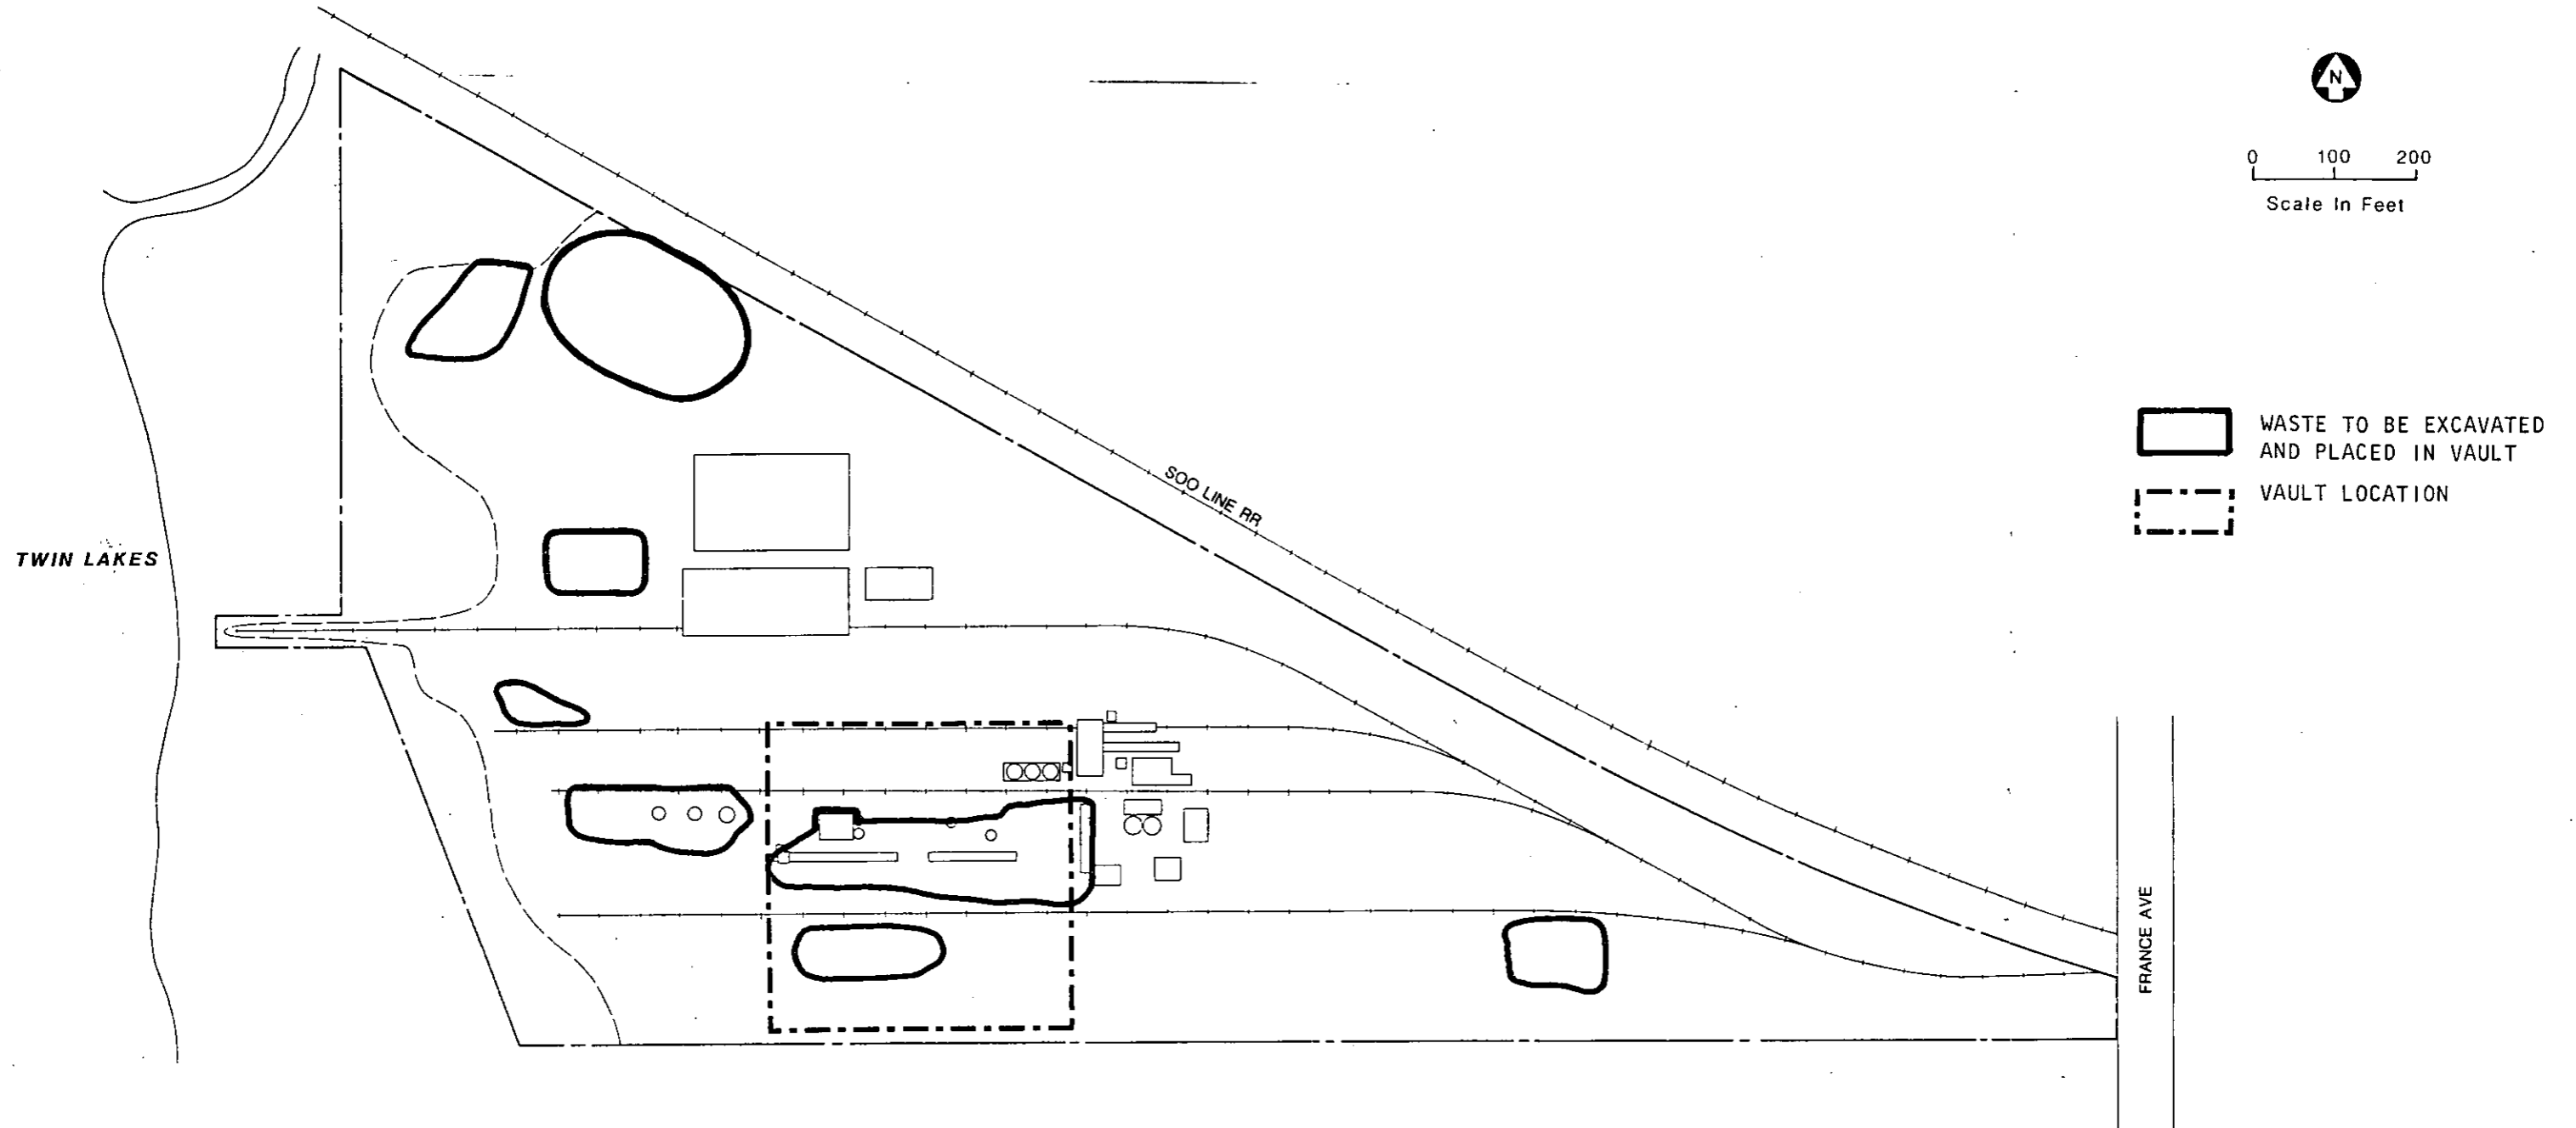 N
0 100 200
Scale In Feet
SOO LINE RR
WASTE TO BE EXCAVATED
AND PLACED IN VAULT
VAULT LOCATION
TWIN LAKES
FRANCE AVE